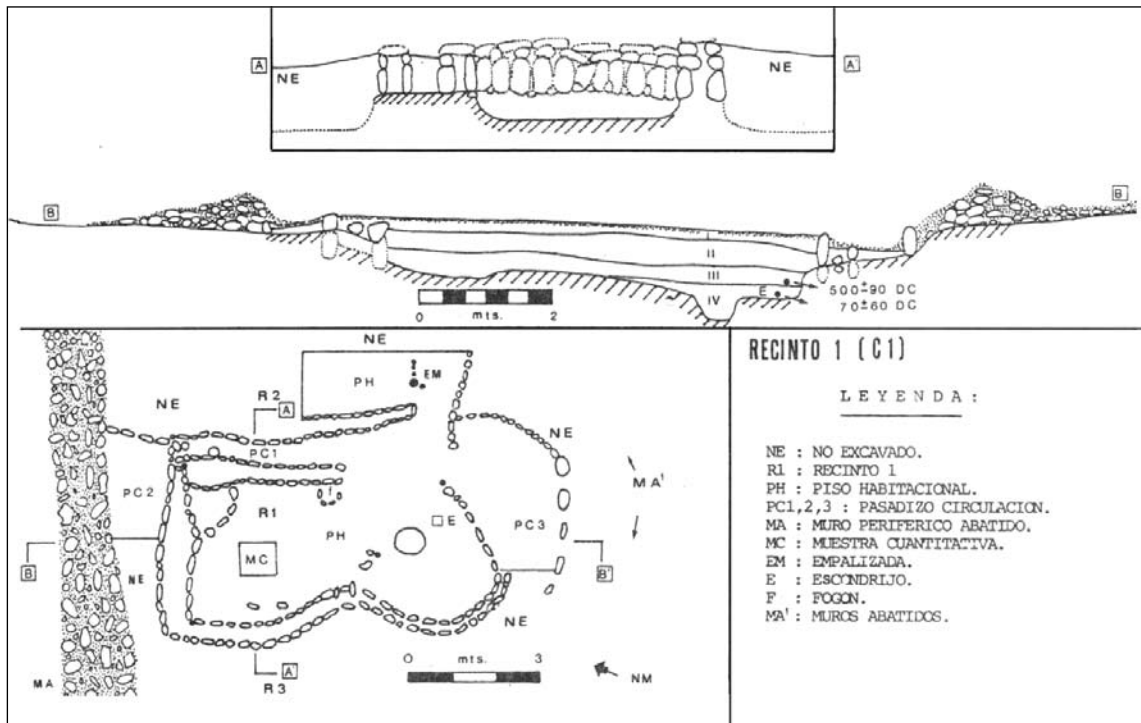 A
NE
NE
A'
B
B
I
II
III
IV
E
500±90 DC
70±60 DC
0 mts. 2
NE
PH
EM
R2
NE
A
NE
PC1
PC2
R1
f
MA'
PH
E
PC3
MC
B
NE
B'
NE
A'
R3
0 mts. 3
MA
NM
RECINTO 1 (C1)
LEYENDA :
NE : NO EXCAVADO.
R1 : RECINTO 1
PH : PISO HABITACIONAL.
PC1,2,3 : PASADIZO CIRCULACION.
MA : MURO PERIFERICO ABATIDO.
MC : MUESTRA CUANTITATIVA.
EM : EMPALIZADA.
E : ESCONDRIJO.
F : FOGON.
MA' : MUROS ABATIDOS.